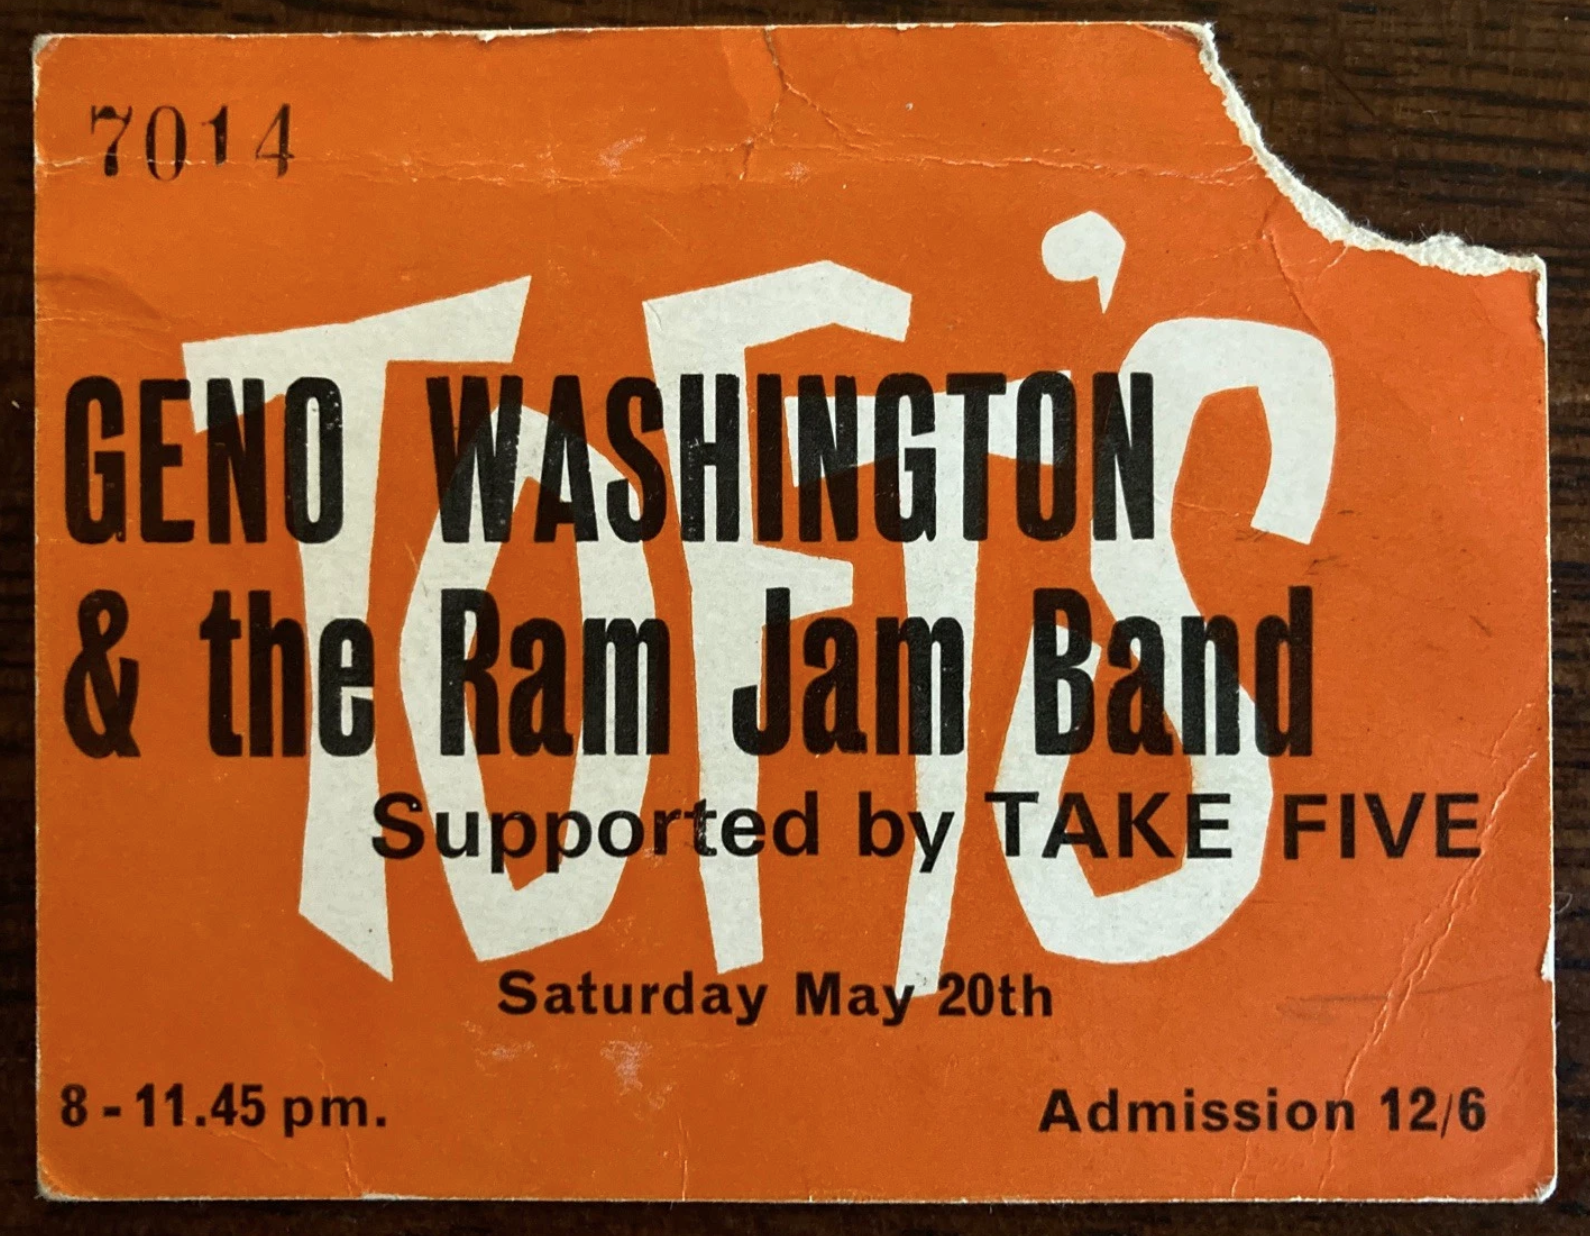 7014
TOFT'S
GENO WASHINGTON
& the Ram Jam Band
Supported by TAKE FIVE
Saturday May 20th
8 - 11.45 pm.
Admission 12/6